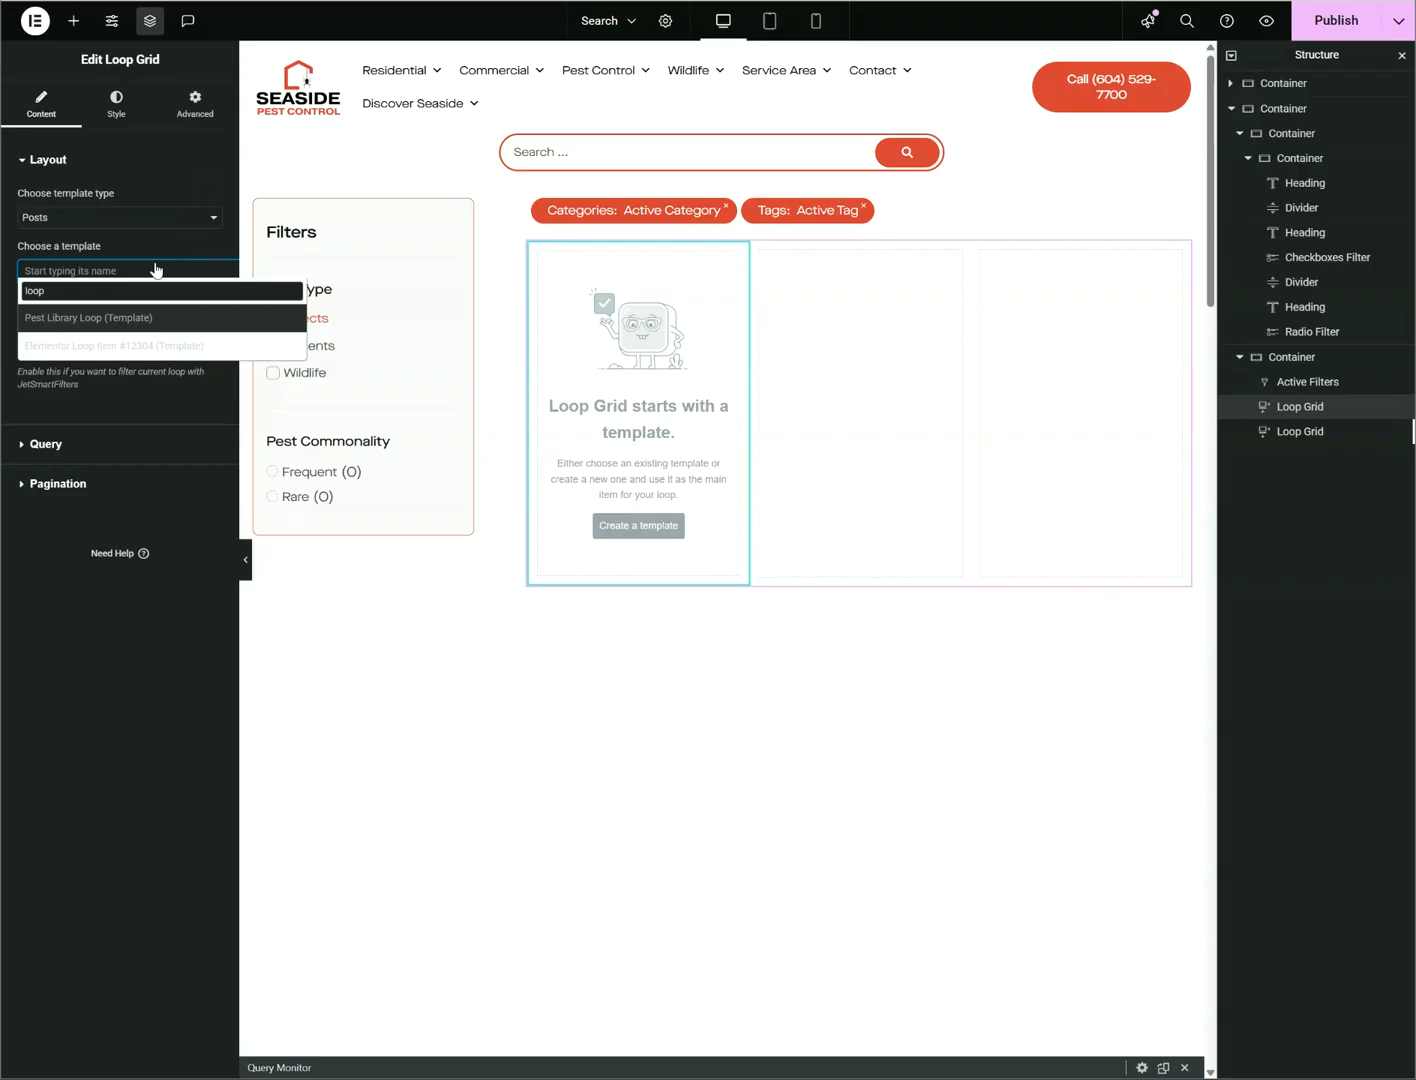 Search
Publish
Edit Loop Grid
Content
Style
Advanced
Layout
Choose template type
Posts
Choose a template
Start typing its name
loop
Pest Library Loop (Template)
Elementor Loop Item #12304 (Template)
Enable this if you want to filter current loop with
JetSmartFilters
Query
Pagination
Need Help
SEASIDE
PEST CONTROL
Residential
Commercial
Pest Control
Wildlife
Service Area
Contact
Discover Seaside
Call (604) 529-
7700
Search ...
Filters
ype
ects
ents
Wildlife
Pest Commonality
Frequent (0)
Rare (0)
Categories: Active Category ×
Tags: Active Tag ×
Loop Grid starts with a
template.
Either choose an existing template or
create a new one and use it as the main
item for your loop.
Create a template
Query Monitor
Structure
Container
Container
Container
Container
Heading
Divider
Heading
Checkboxes Filter
Divider
Heading
Radio Filter
Container
Active Filters
Loop Grid
Loop Grid